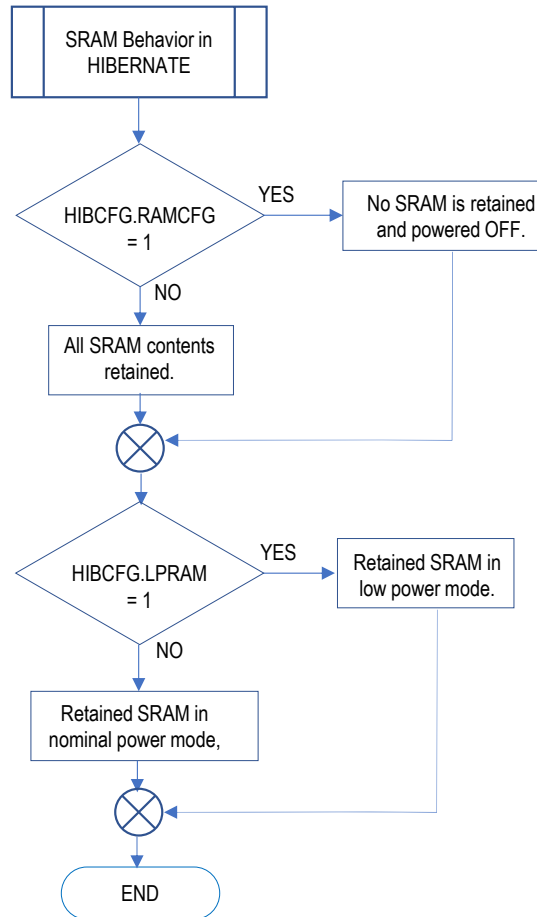 SRAM Behavior in
HIBERNATE
HIBCFG.RAMCFG
= 1
YES
No SRAM is retained
and powered OFF.
NO
All SRAM contents
retained.
HIBCFG.LPRAM
= 1
YES
Retained SRAM in
low power mode.
NO
Retained SRAM in
nominal power mode,
END